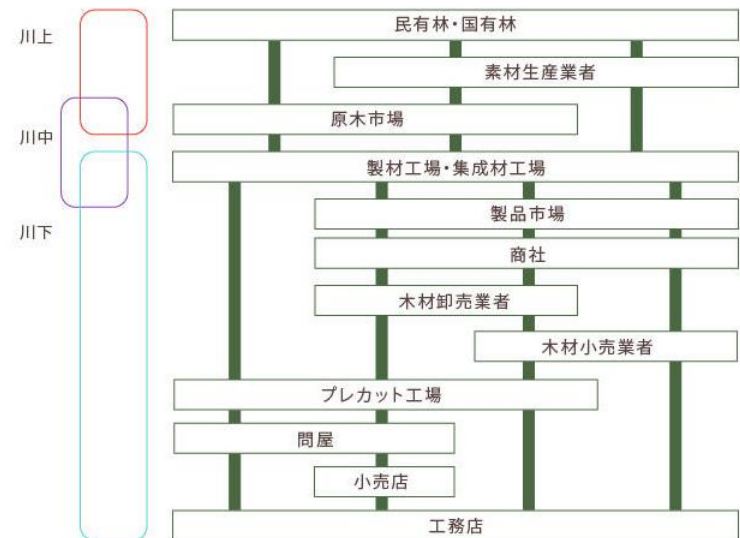 川上
民有林・国有林
素材生産業者
原木市場
川中
製材工場・集成材工場
製品市場
川下
商社
木材卸売業者
木材小売業者
プレカット工場
問屋
小売店
工務店